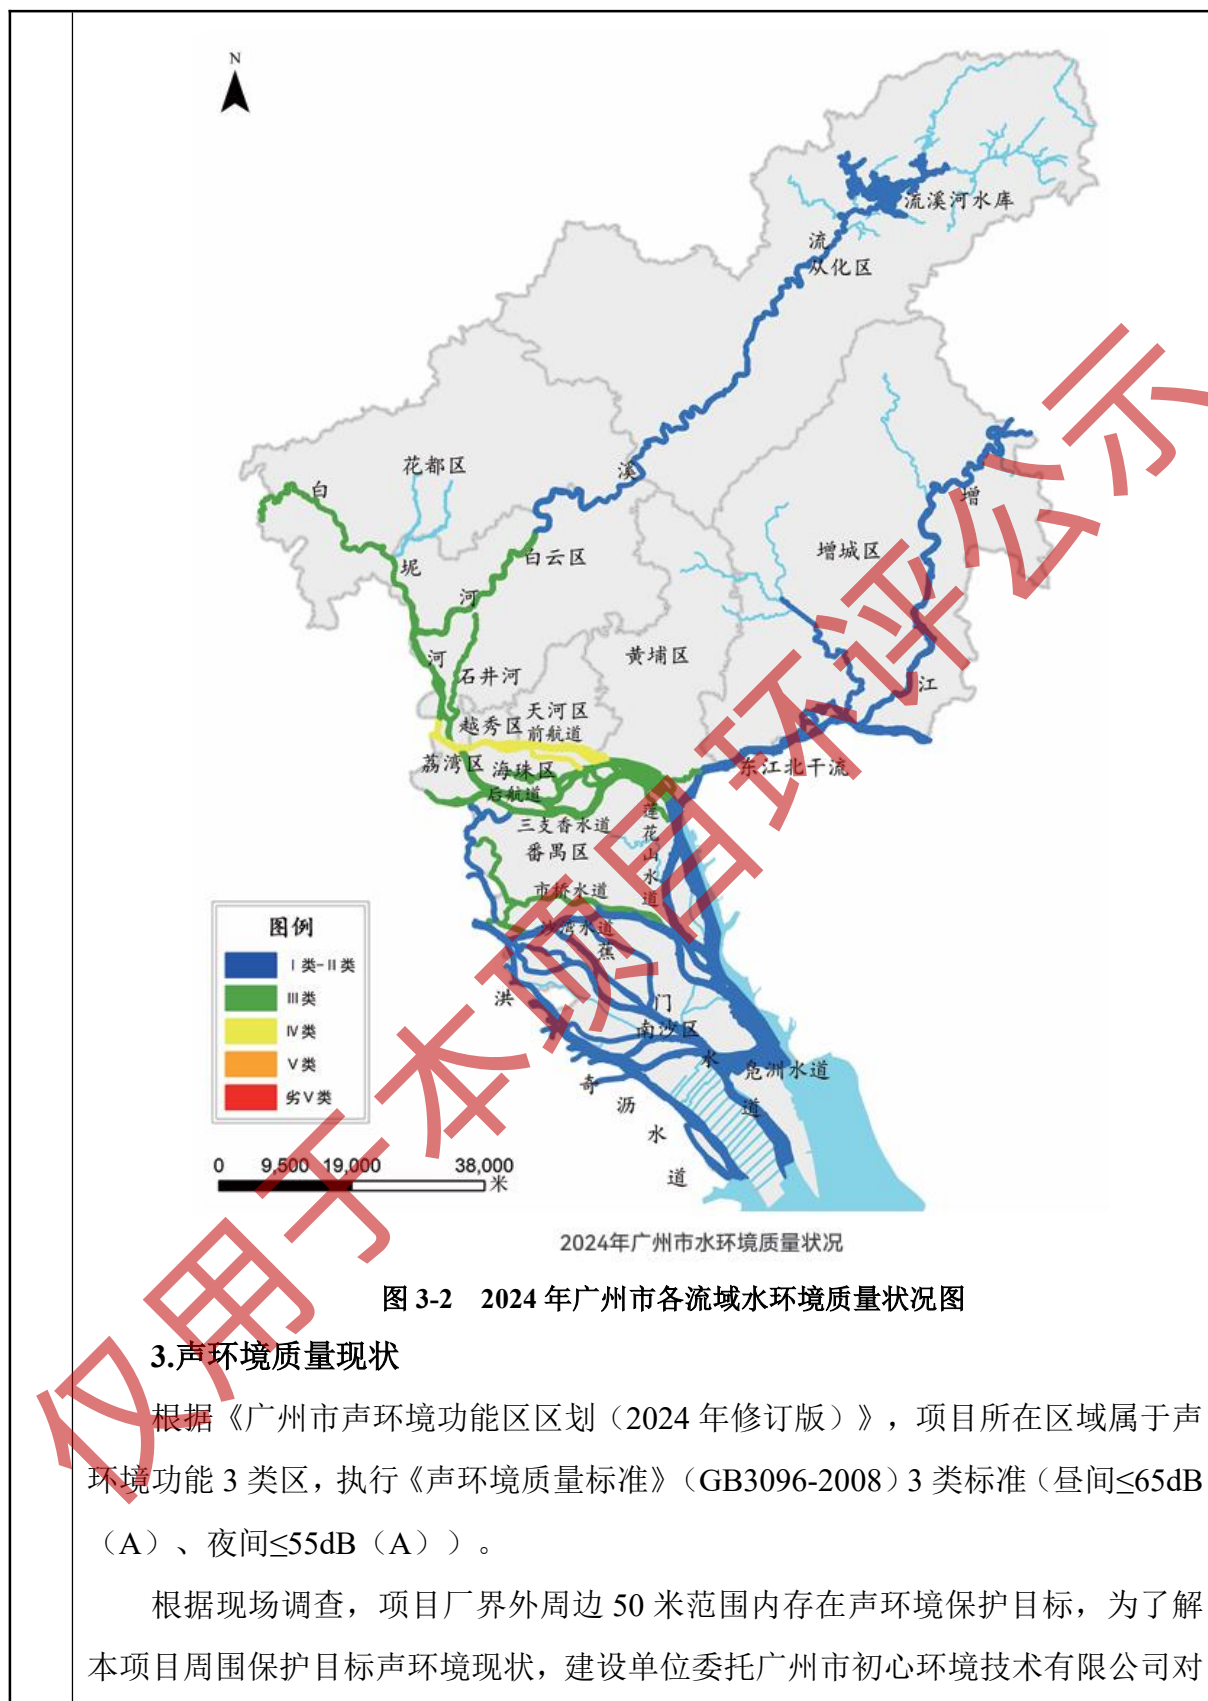 N
流溪河水库
流
从化区
花都区
溪
白
增
增城区
白云区
坭
河
黄埔区
河
石井河
江
天河区
越秀区
前航道
荔湾区
海珠区
东江北干流
后航道
莲
三支香水道
花
番禺区
山
水
市桥水道
道
沙湾水道
蕉
图例
Ⅰ类-Ⅱ类
洪
Ⅲ类
门
Ⅳ类
南沙区
Ⅴ类
水
凫洲水道
奇
劣Ⅴ类
沥
道
水
道
0 9,500 19,000 38,000
米
2024年广州市水环境质量状况
图 3-2 2024 年广州市各流域水环境质量状况图
3.声环境质量现状
根据《广州市声环境功能区区划（2024 年修订版）》，项目所在区域属于声
环境功能 3 类区，执行《声环境质量标准》（GB3096-2008）3 类标准（昼间≤65dB
（A）、夜间≤55dB（A））。
根据现场调查，项目厂界外周边 50 米范围内存在声环境保护目标，为了解
本项目周围保护目标声环境现状，建设单位委托广州市初心环境技术有限公司对
仅用于本项目环评公示